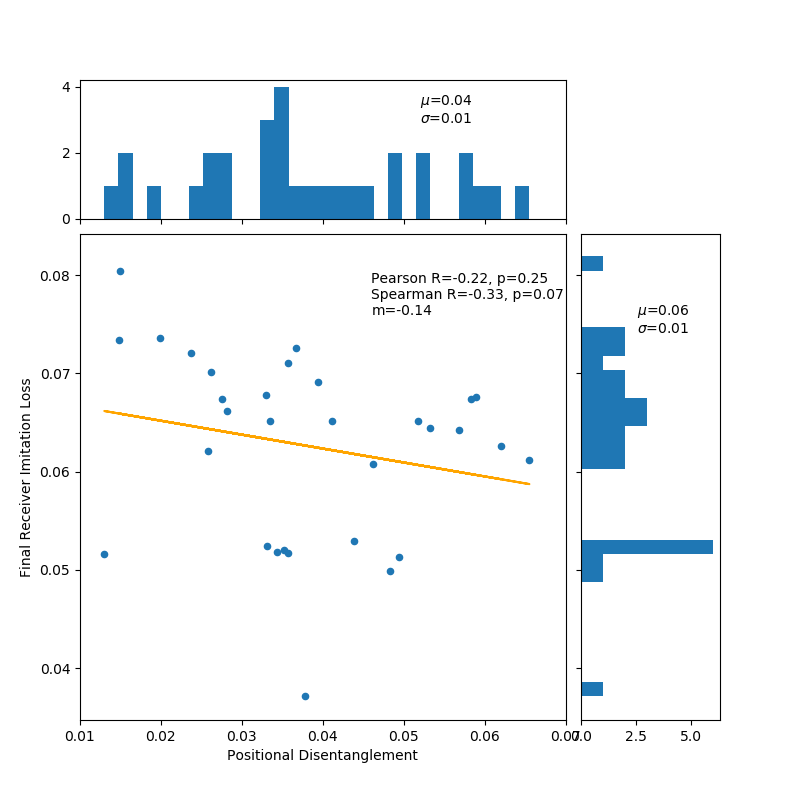 4
2
0
μ=0.04
σ=0.01
0.08
0.07
0.06
0.05
0.04
Final Receiver Imitation Loss
Pearson R=-0.22, p=0.25
Spearman R=-0.33, p=0.07
m=-0.14
μ=0.06
σ=0.01
0.01 0.02 0.03 0.04 0.05 0.06 0.07
0.0 2.5 5.0
Positional Disentanglement